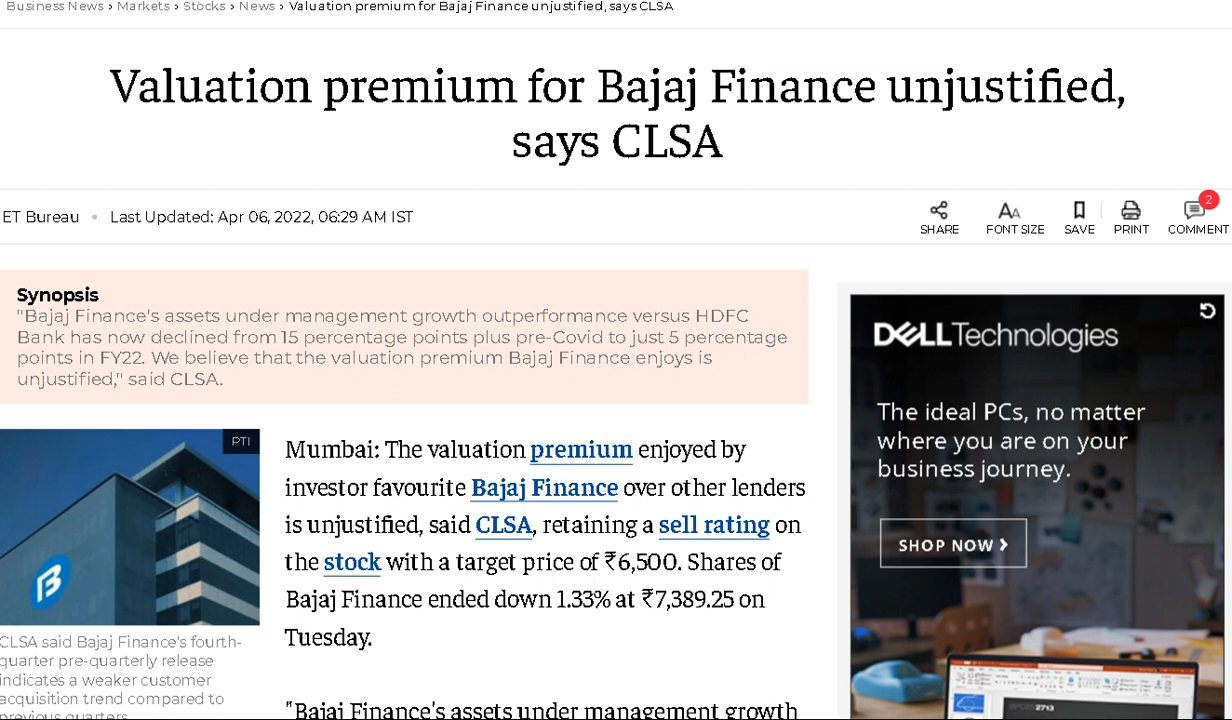 Business News › Markets › Stocks › News › Valuation premium for Bajaj Finance unjustified, says CLSA
Valuation premium for Bajaj Finance unjustified,
says CLSA
ET Bureau • Last Updated: Apr 06, 2022, 06:29 AM IST
SHARE
FONT SIZE
SAVE
PRINT
2
COMMENT
Synopsis
"Bajaj Finance's assets under management growth outperformance versus HDFC
Bank has now declined from 15 percentage points plus pre-Covid to just 5 percentage
points in FY22. We believe that the valuation premium Bajaj Finance enjoys is
unjustified," said CLSA.
PTI
CLSA said Bajaj Finance's fourth-
quarter pre-quarterly release
indicates a weaker customer
acquisition trend compared to
previous quarters
Mumbai: The valuation premium enjoyed by
investor favourite Bajaj Finance over other lenders
is unjustified, said CLSA, retaining a sell rating on
the stock with a target price of ₹6,500. Shares of
Bajaj Finance ended down 1.33% at ₹7,389.25 on
Tuesday.
"Bajaj Finance's assets under management growth
DELL Technologies
The ideal PCs, no matter
where you are on your
business journey.
SHOP NOW ›